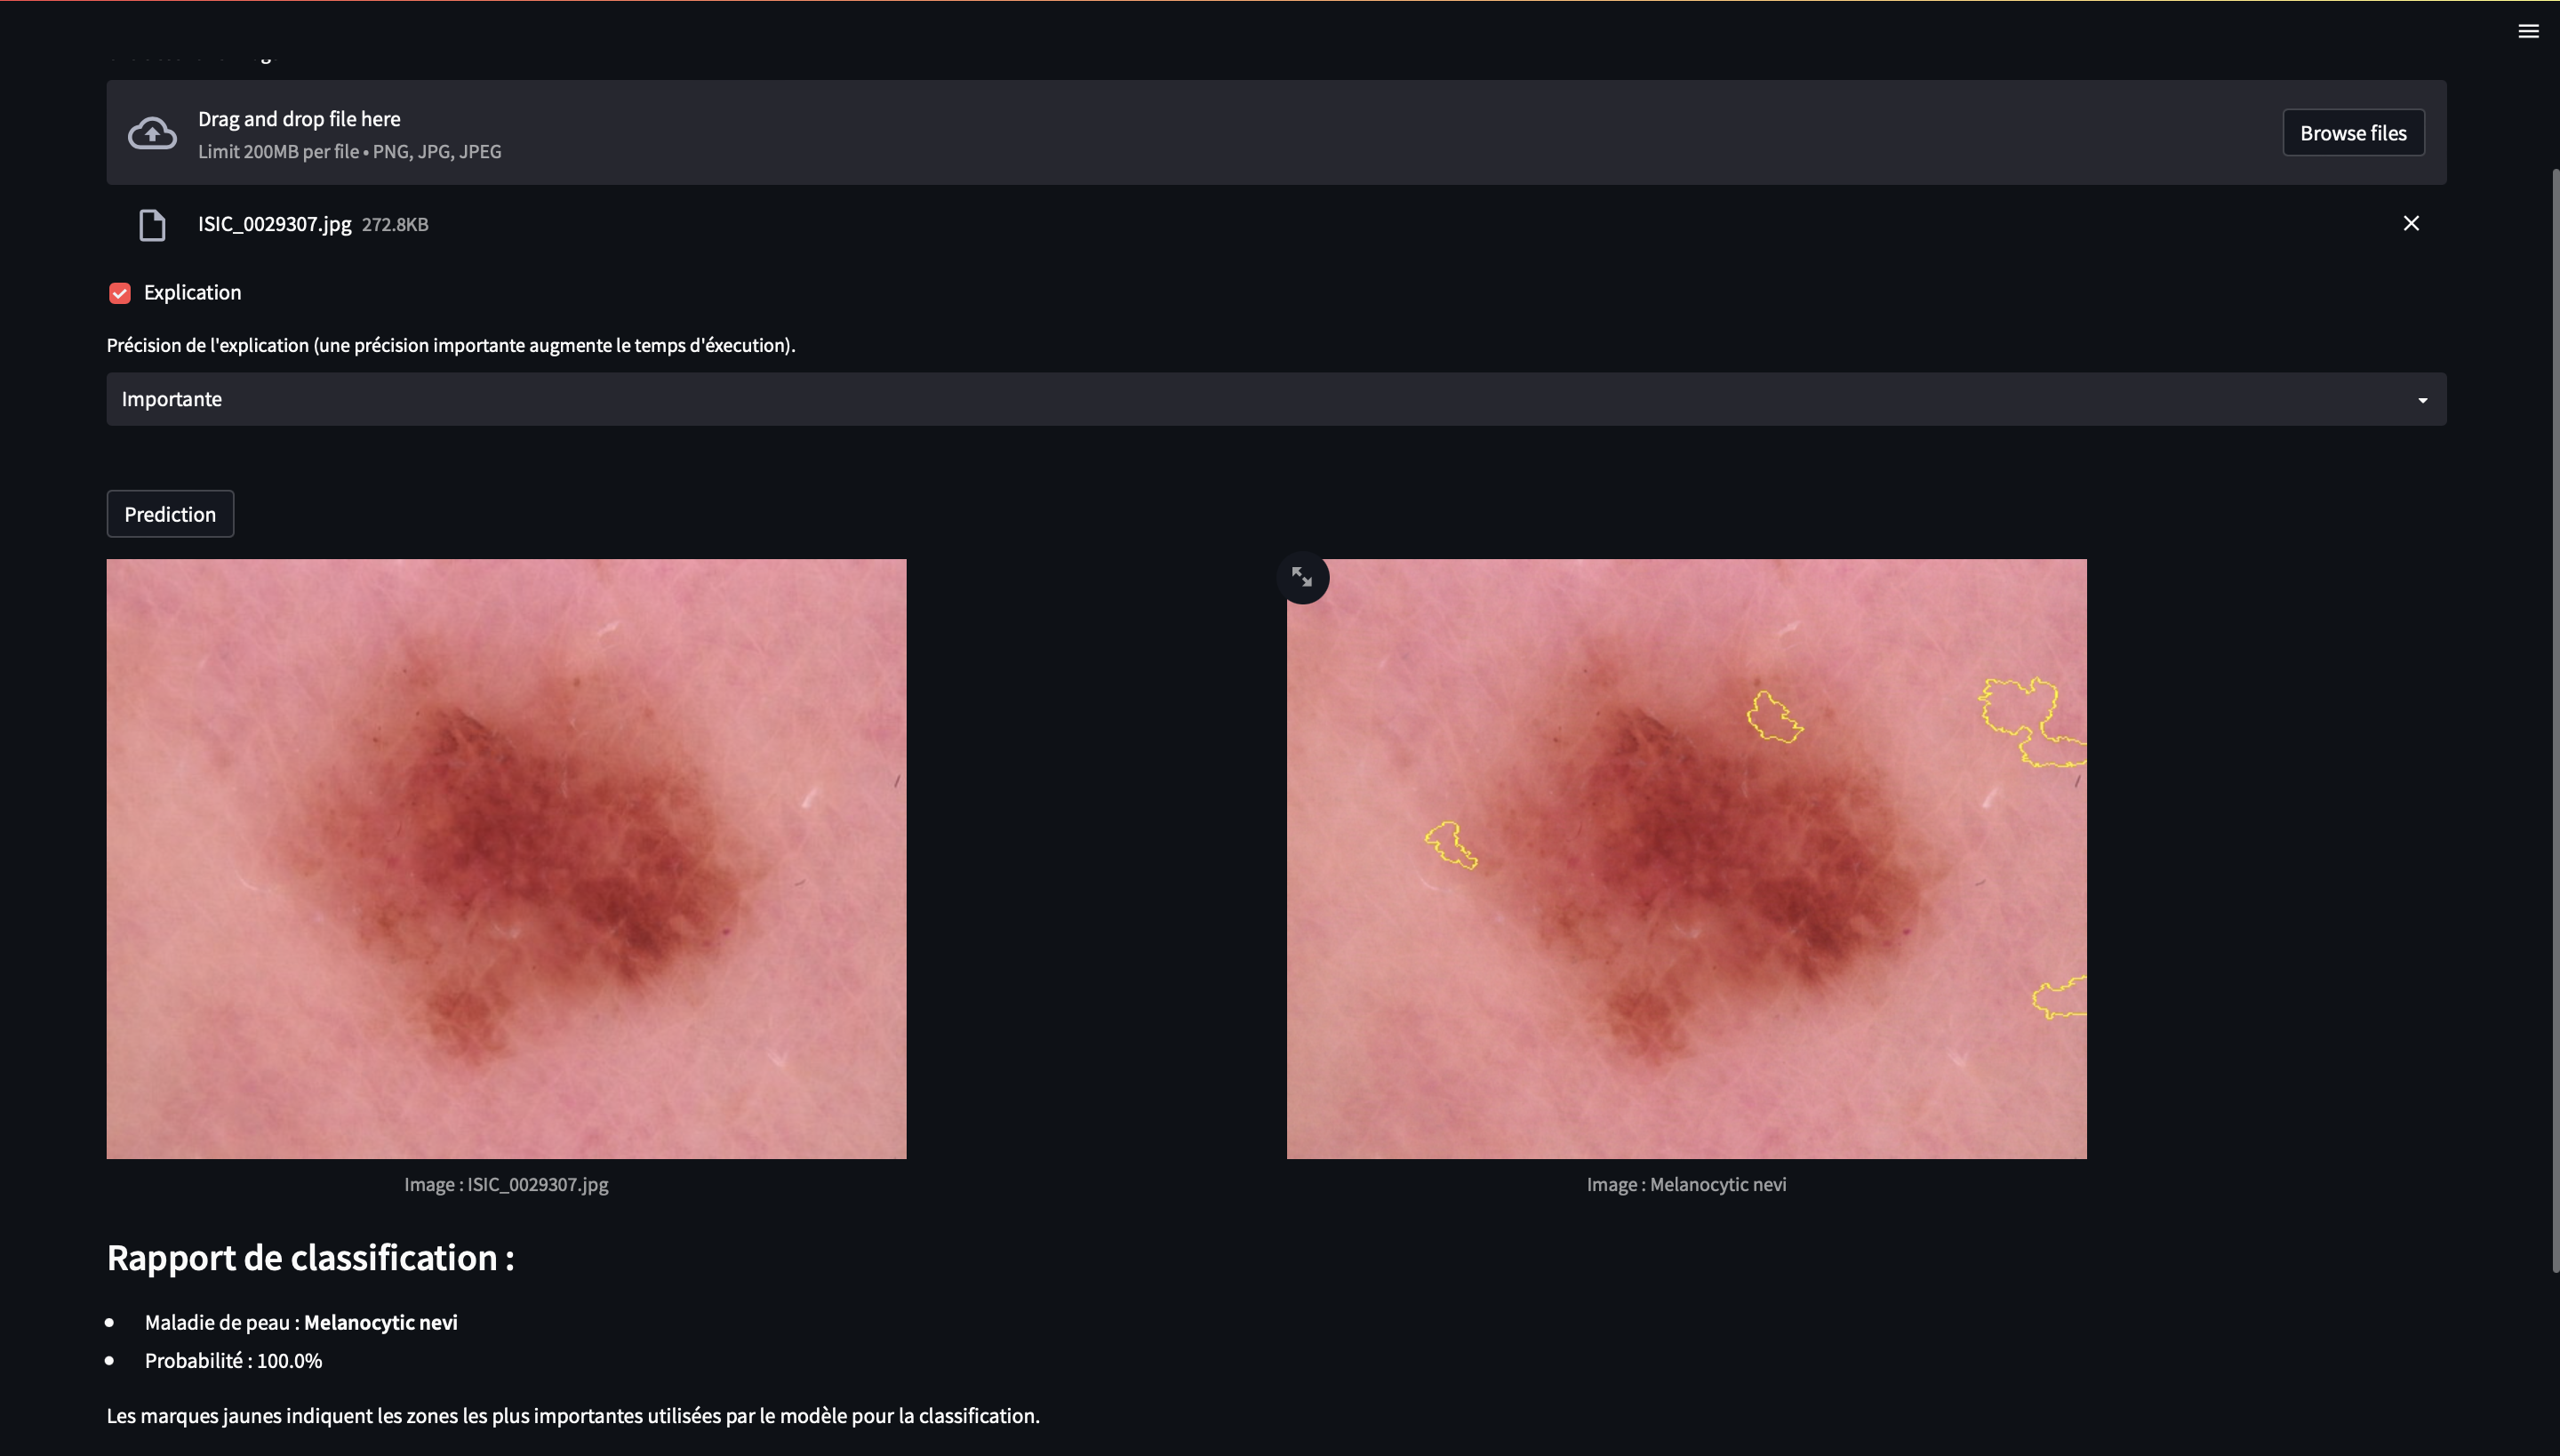 Drag and drop file here
Limit 200MB per file • PNG, JPG, JPEG
Browse files
ISIC_0029307.jpg 272.8KB
Explication
Précision de l'explication (une précision importante augmente le temps d'éxecution).
Importante
Prediction
Image : ISIC_0029307.jpg
Image : Melanocytic nevi
Rapport de classification :
• Maladie de peau : Melanocytic nevi
• Probabilité : 100.0%
Les marques jaunes indiquent les zones les plus importantes utilisées par le modèle pour la classification.